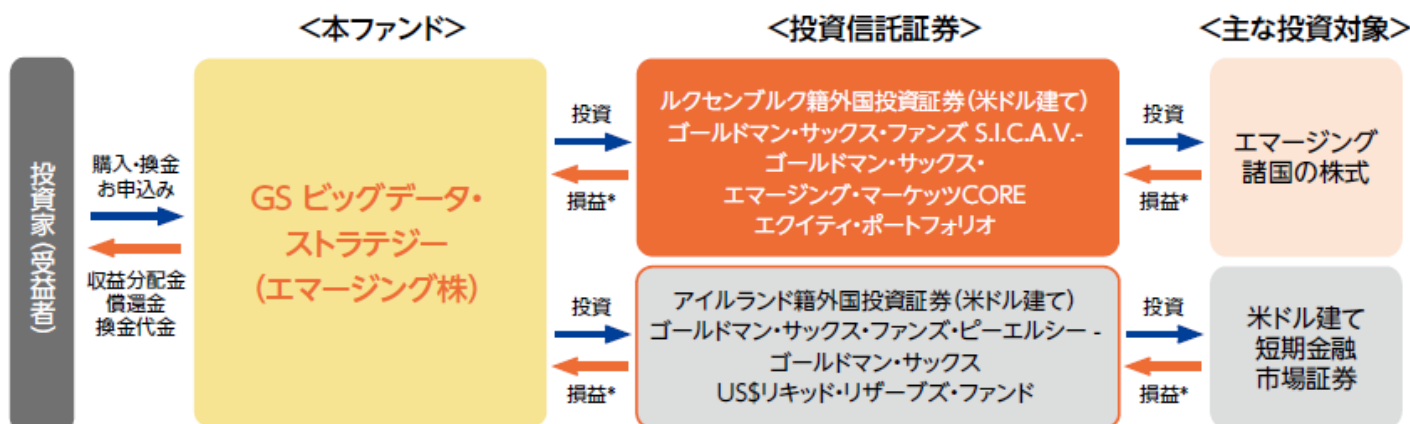 <本ファンド>
<投資信託証券>
<主な投資対象>
投資家(受益者)
購入・換金
お申込み
収益分配金
償還金
換金代金
GS ビッグデータ・
ストラテジー
(エマージング株)
投資
損益*
ルクセンブルク籍外国投資証券(米ドル建て)
ゴールドマン・サックス・ファンズ S.I.C.A.V.-
ゴールドマン・サックス・
エマージング・マーケッツCORE
エクイティ・ポートフォリオ
投資
損益*
エマージング
諸国の株式
投資
損益*
アイルランド籍外国投資証券(米ドル建て)
ゴールドマン・サックス・ファンズ・ピーエルシー -
ゴールドマン・サックス
US$リキッド・リザーブズ・ファンド
投資
損益*
米ドル建て
短期金融
市場証券